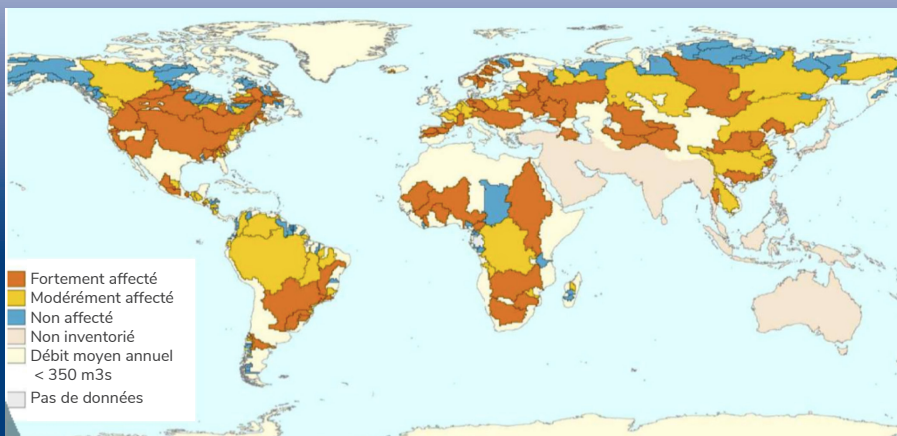 Fortement affecté
Modérément affecté
Non affecté
Non inventorié
Débit moyen annuel
< 350 m3s
Pas de données